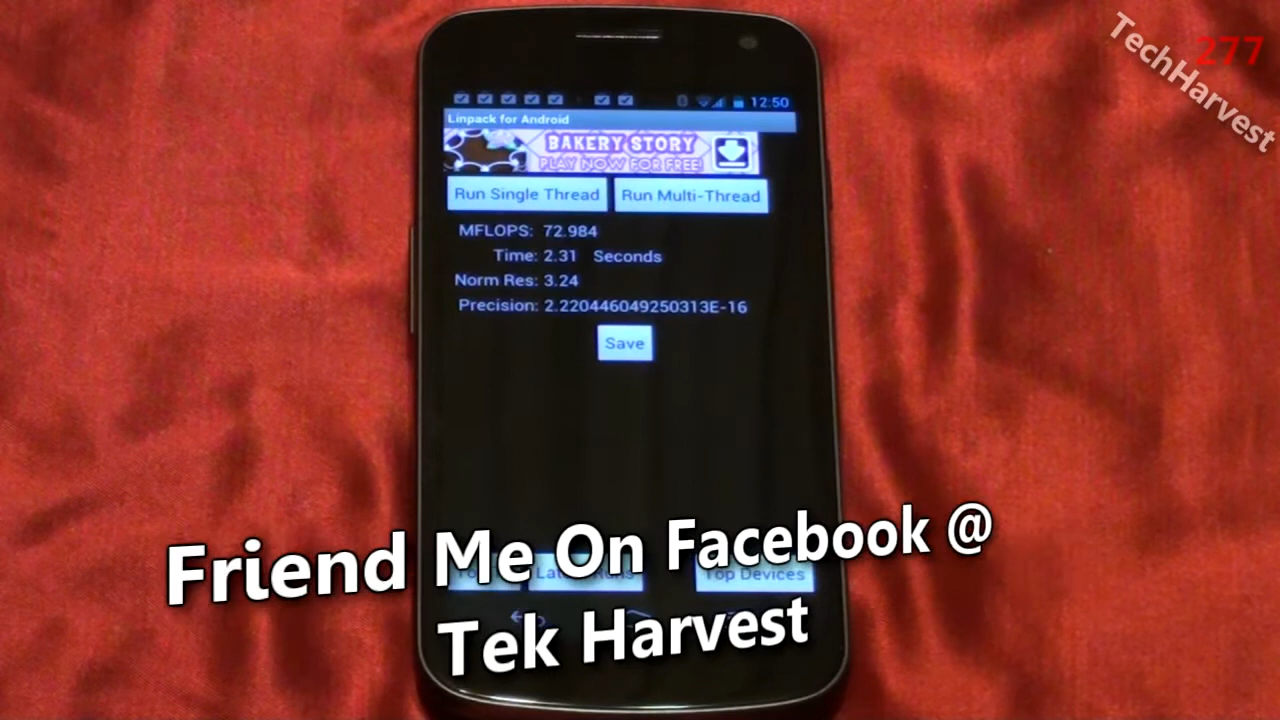 277
TechHarvest
12:50
Linpack for Android
BAKERY STORY
PLAY NOW FOR FREE!
Run Single Thread Run Multi-Thread
MFLOPS: 72.984
Time: 2.31 Seconds
Norm Res: 3.24
Precision: 2.220446049250313E-16
Save
Top Devices
Friend Me On Facebook @
Tek Harvest